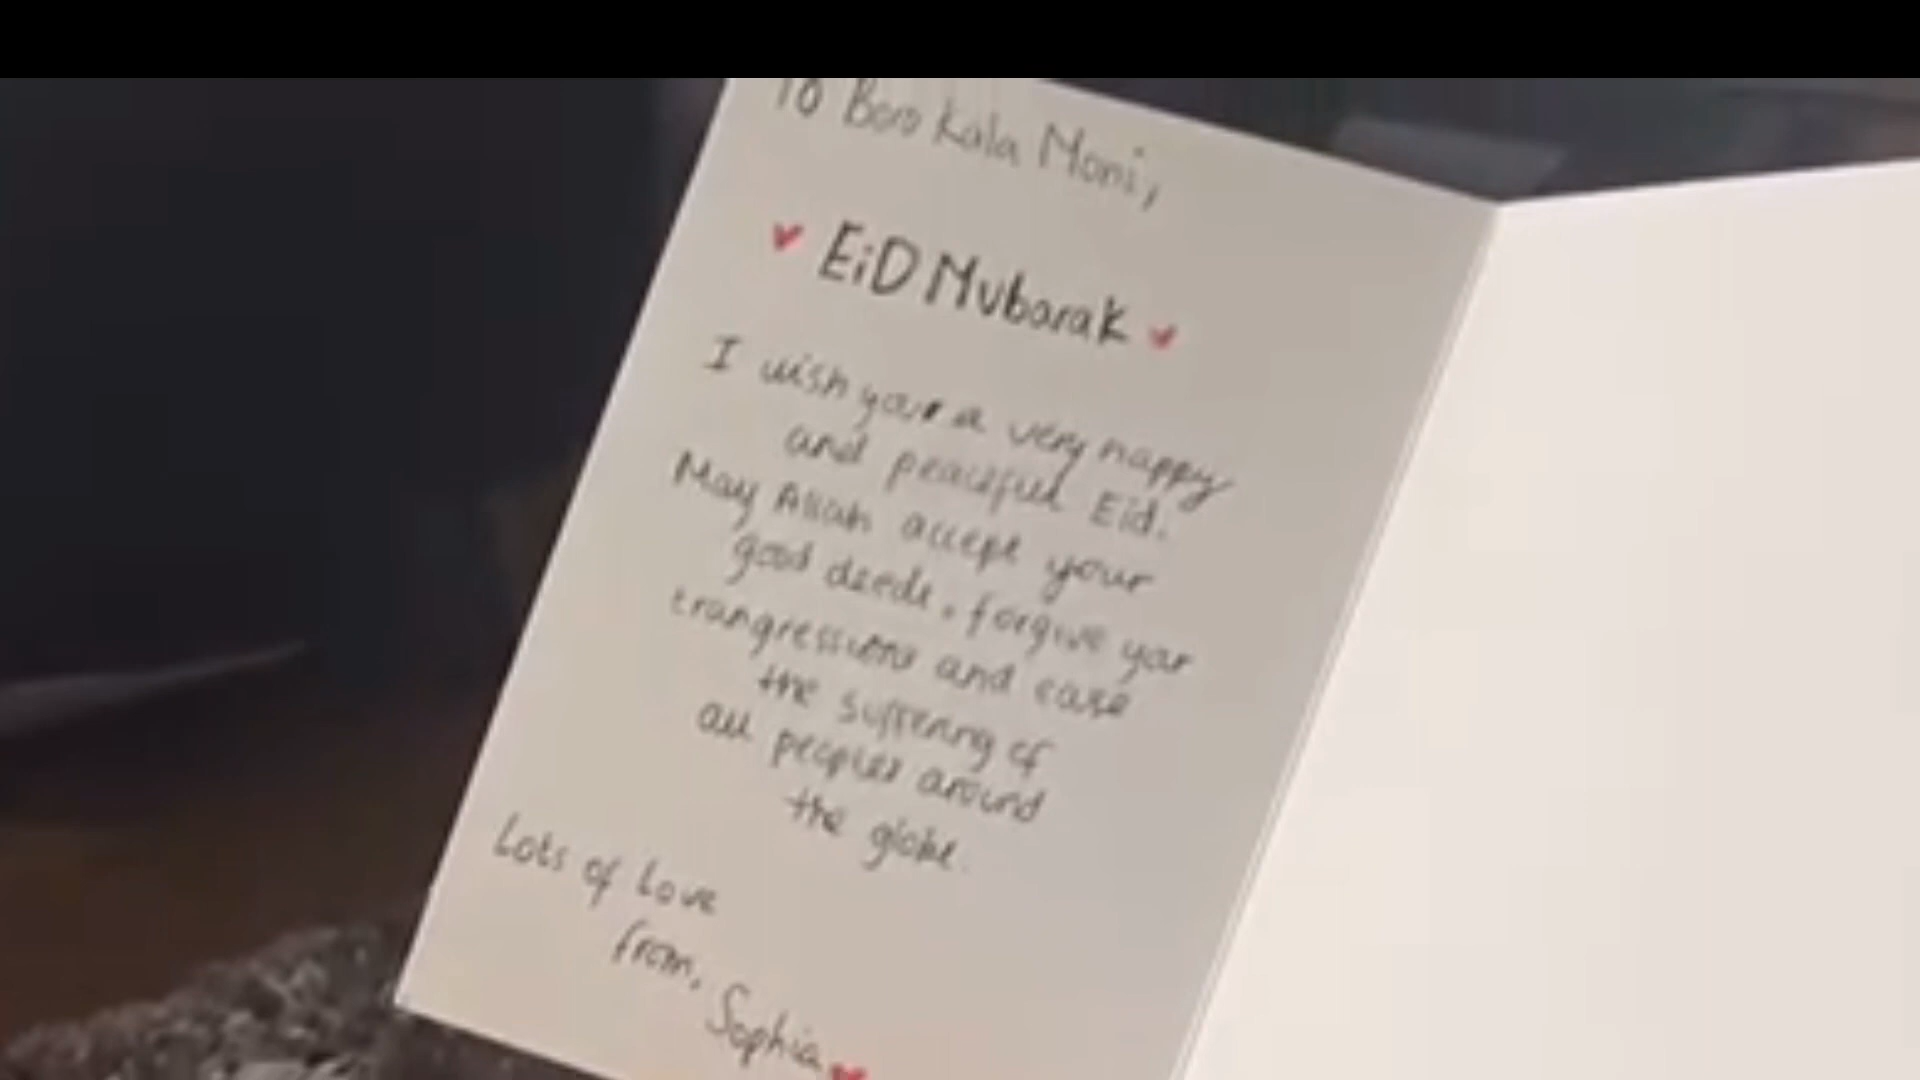 To Boro Kala Moni,
EiD Mubarak
I wish your a very happy
and peaceful Eid.
May Allah accept your
good deeds, forgive your
trangressions and ease
the suffering of
all peoples around
the globe.
Lots of Love
from,
Sophia